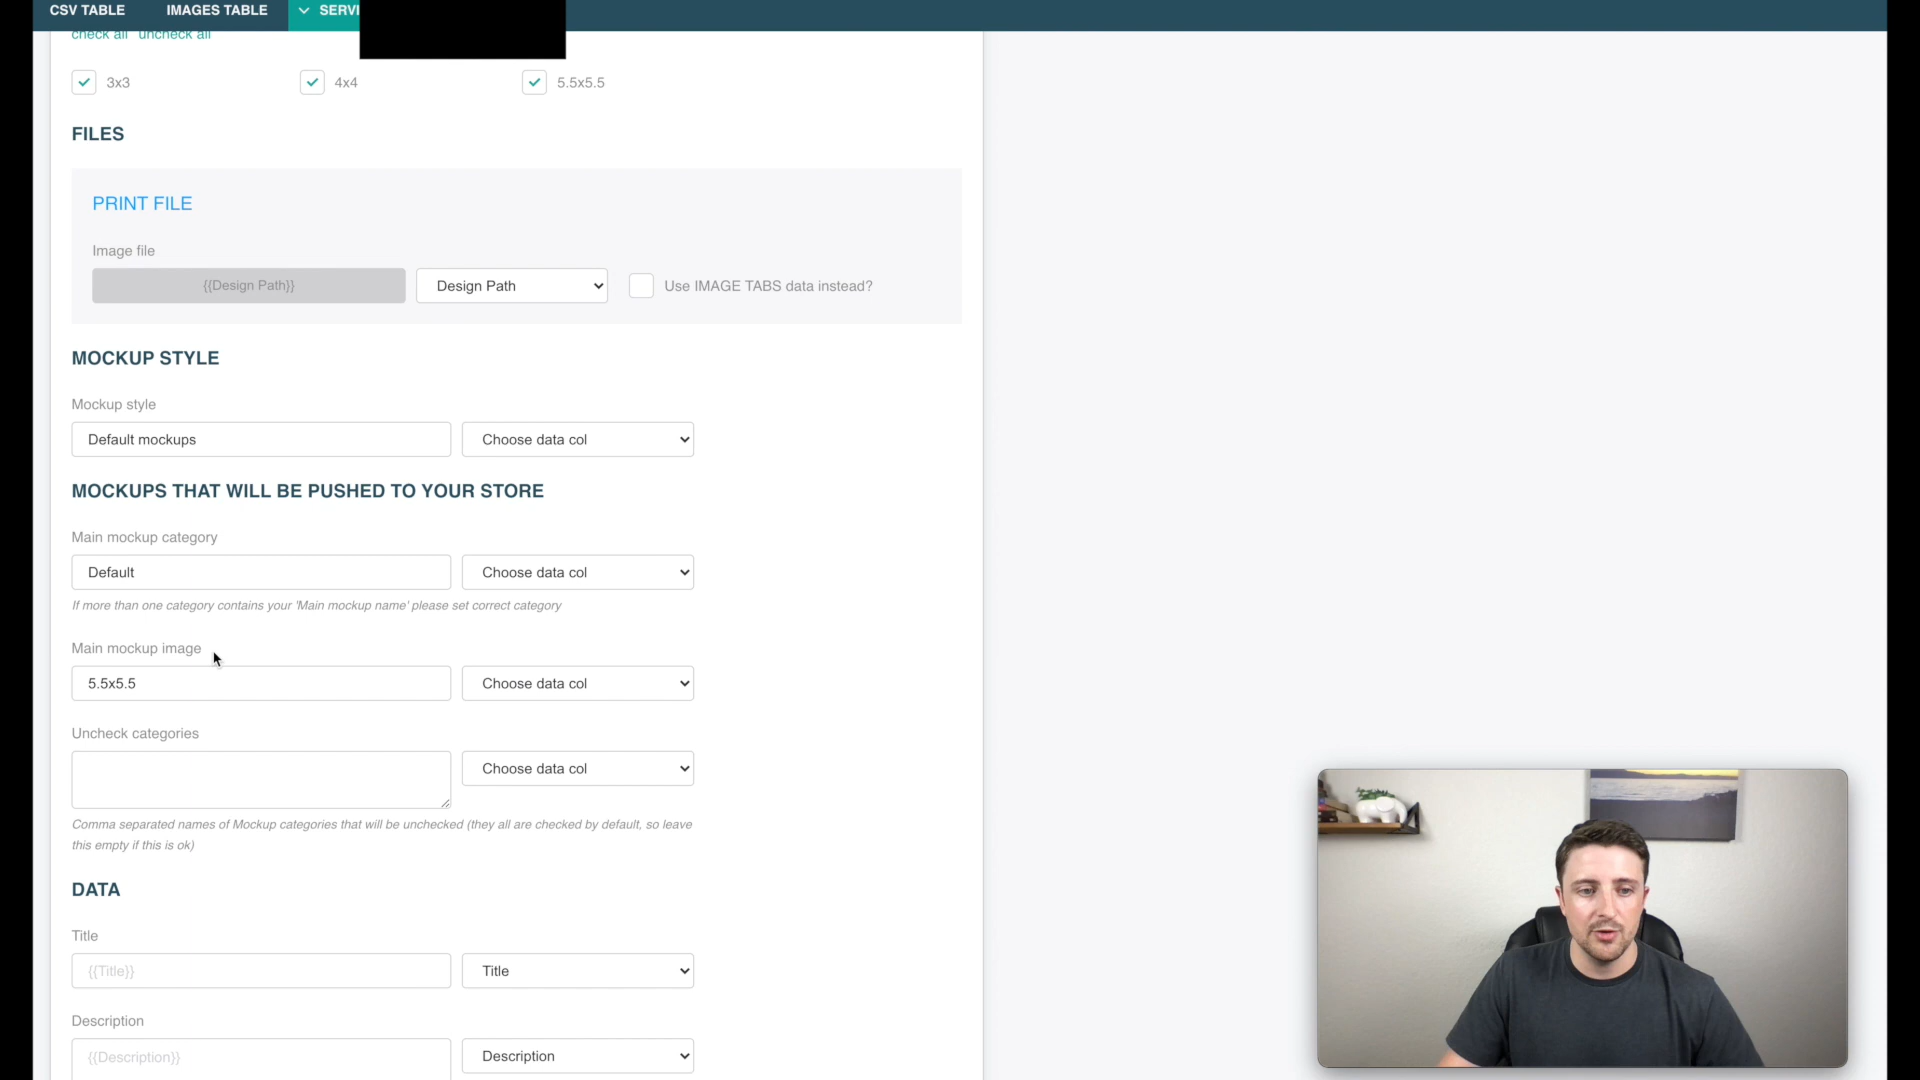 CSV TABLE IMAGES TABLE SERVI
check all uncheck all
3x3 4x4 5.5x5.5
FILES
PRINT FILE
Image file
{{Design Path}} Design Path Use IMAGE TABS data instead?
MOCKUP STYLE
Mockup style
Default mockups Choose data col
MOCKUPS THAT WILL BE PUSHED TO YOUR STORE
Main mockup category
Default Choose data col
If more than one category contains your 'Main mockup name' please set correct category
Main mockup image
5.5x5.5 Choose data col
Uncheck categories
Choose data col
Comma separated names of Mockup categories that will be unchecked (they all are checked by default, so leave
this empty if this is ok)
DATA
Title
{{Title}} Title
Description
{{Description}} Description